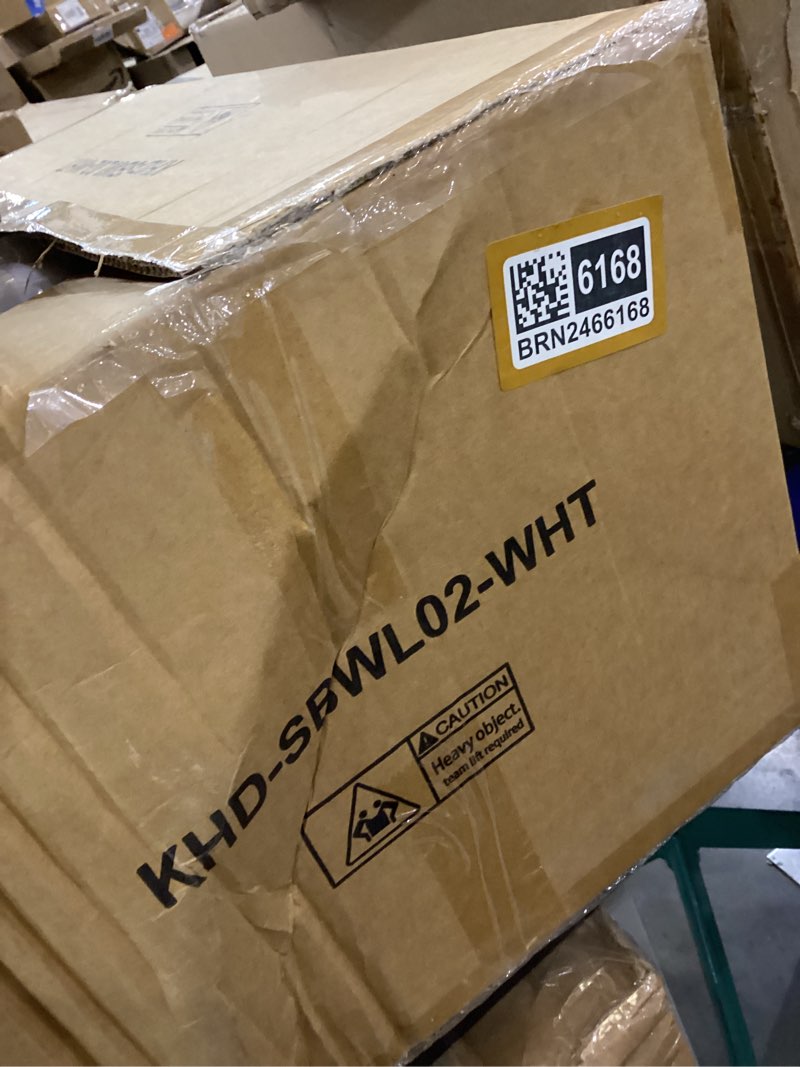 6168
BRN2466168
KHD-SBWL02-WHT
CAUTION
Heavy object.
team lift required